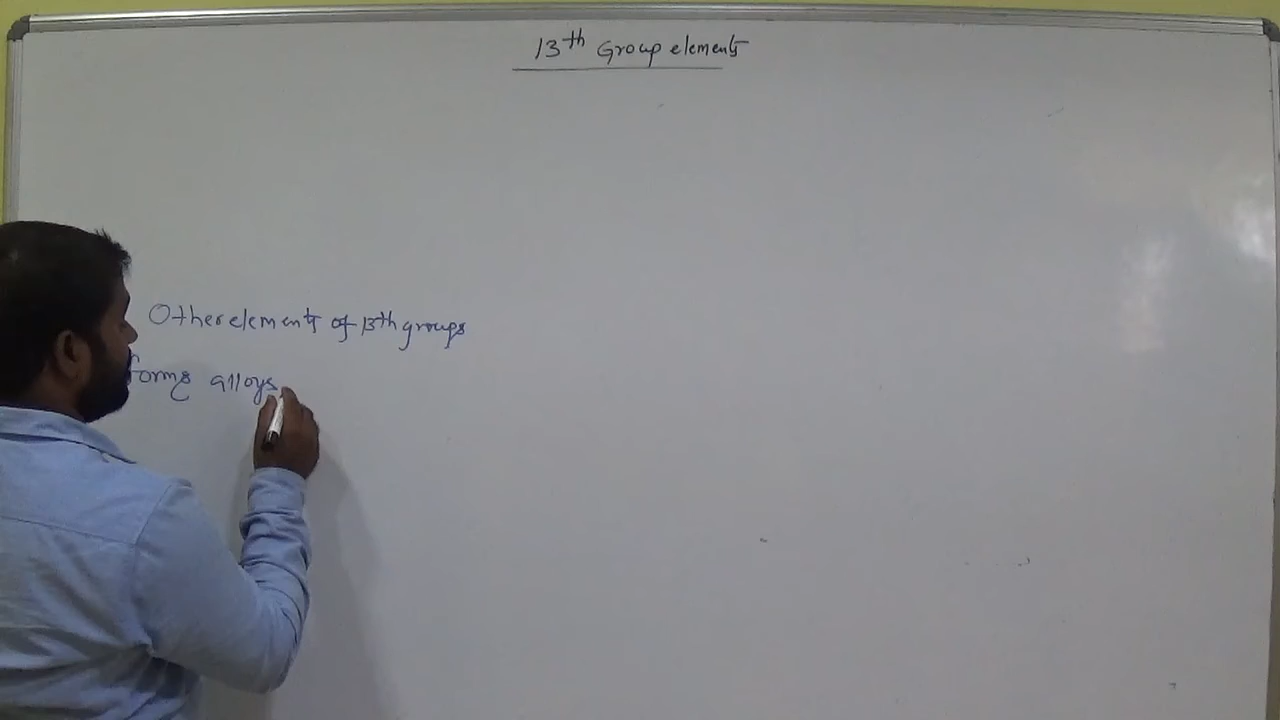 13th Group elements
Other elements of 13th groups
forms alloys